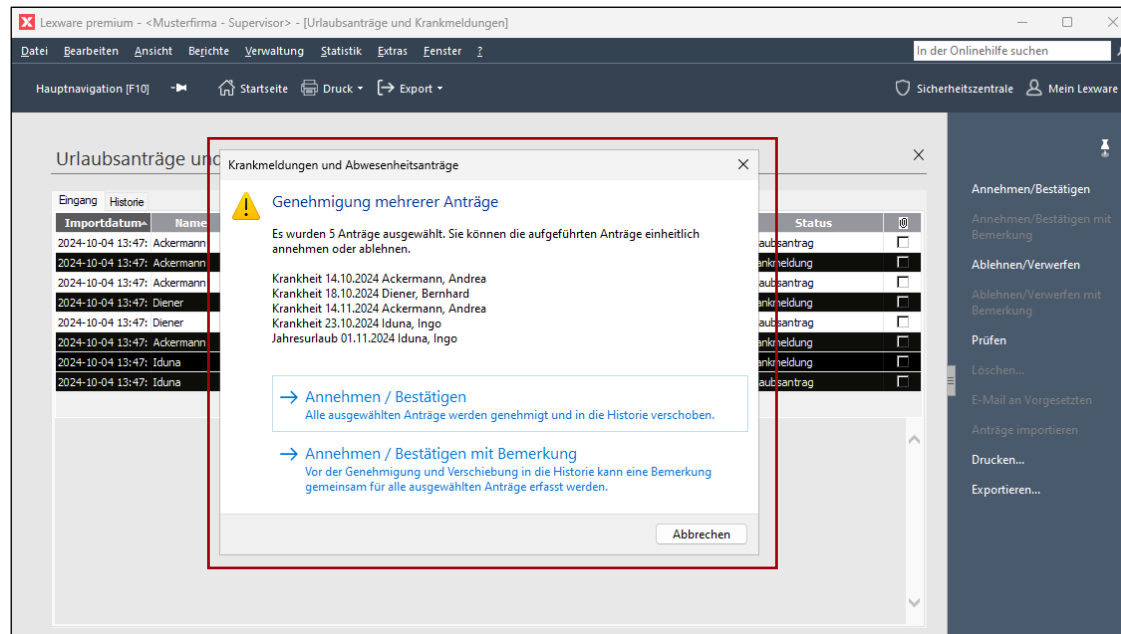 Lexware premium - <Musterfirma - Supervisor> - [Urlaubsanträge und Krankmeldungen]
Datei Bearbeiten Ansicht Berichte Verwaltung Statistik Extras Fenster ?
In der Onlinehilfe suchen
Hauptnavigation [F10] Startseite Druck Export Sicherheitszentrale Mein Lexware
Urlaubsanträge und
Krankmeldungen und Abwesenheitsanträge
Genehmigung mehrerer Anträge
Es wurden 5 Anträge ausgewählt. Sie können die aufgeführten Anträge einheitlich
annehmen oder ablehnen.
Krankheit 14.10.2024 Ackermann, Andrea
Krankheit 18.10.2024 Diener, Bernhard
Krankheit 14.11.2024 Ackermann, Andrea
Krankheit 23.10.2024 Iduna, Ingo
Jahresurlaub 01.11.2024 Iduna, Ingo
Annehmen / Bestätigen
Alle ausgewählten Anträge werden genehmigt und in die Historie verschoben.
Annehmen / Bestätigen mit Bemerkung
Vor der Genehmigung und Verschiebung in die Historie kann eine Bemerkung
gemeinsam für alle ausgewählten Anträge erfasst werden.
Abbrechen
Eingang Historie
Importdatum Name Status
2024-10-04 13:47: Ackermann aubsantrag
2024-10-04 13:47: Ackermann ankmeldung
2024-10-04 13:47: Ackermann aubsantrag
2024-10-04 13:47: Diener ankmeldung
2024-10-04 13:47: Diener aubsantrag
2024-10-04 13:47: Ackermann ankmeldung
2024-10-04 13:47: Iduna ankmeldung
2024-10-04 13:47: Iduna aubsantrag
Annehmen/Bestätigen
Annehmen/Bestätigen mit
Bemerkung
Ablehnen/Verwerfen
Ablehnen/Verwerfen mit
Bemerkung
Prüfen
Löschen...
E-Mail an Vorgesetzten
Anträge importieren
Drucken...
Exportieren...